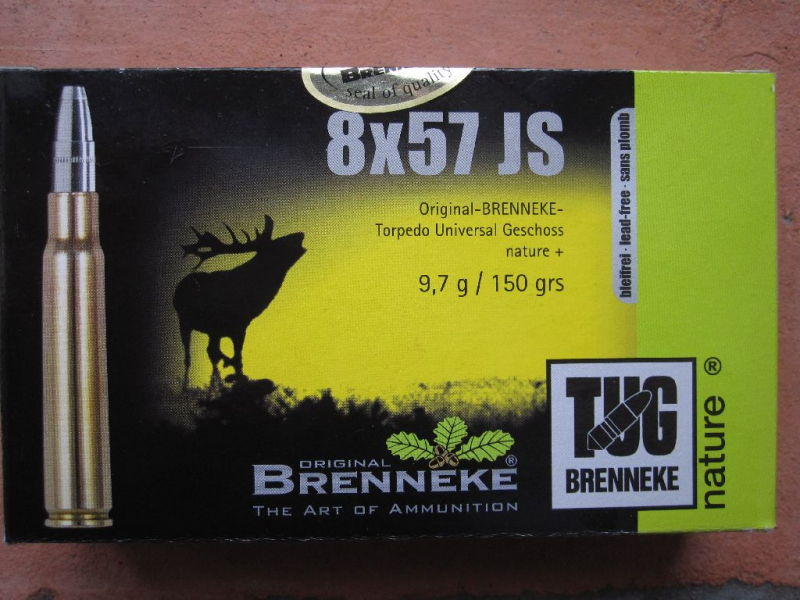 seal of quality
8x57 JS
Original-BRENNEKE-
Torpedo Universal Geschoss
nature +
9,7 g / 150 grs
bleifrei · lead-free · sans plomb
ORIGINAL
BRENNEKE®
THE ART OF AMMUNITION
TUG
BRENNEKE
nature ®